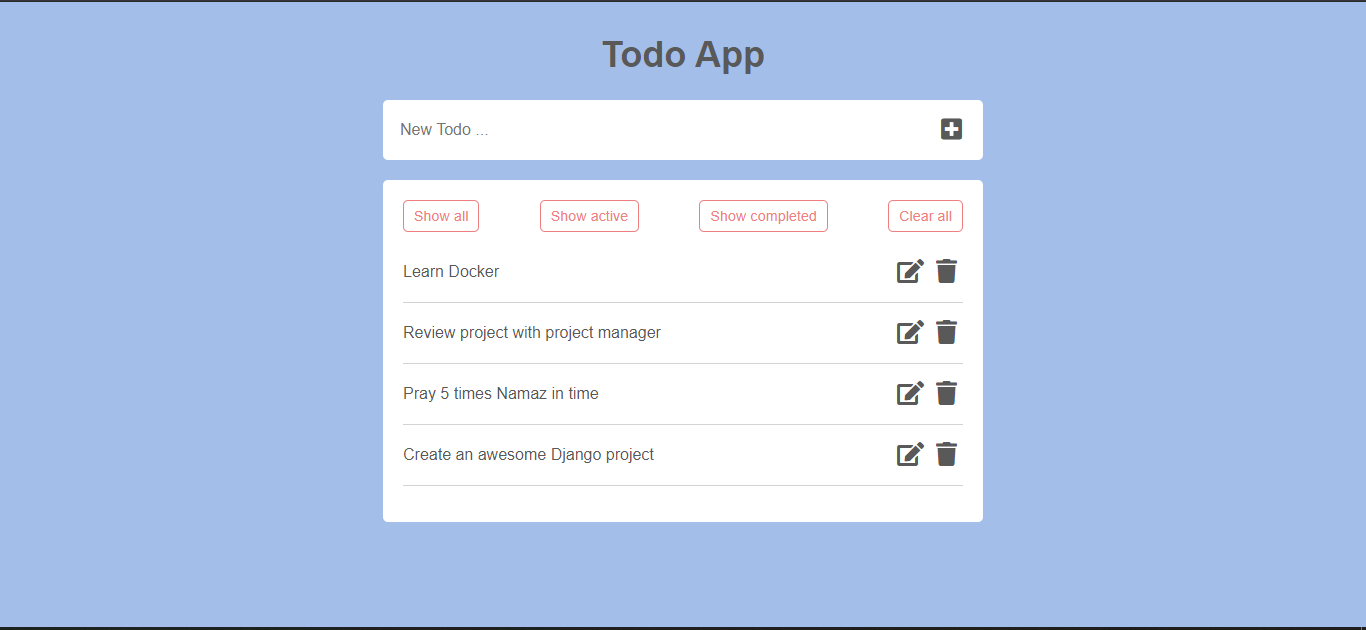 Todo App
New Todo ...
Show all Show active Show completed Clear all
Learn Docker
Review project with project manager
Pray 5 times Namaz in time
Create an awesome Django project